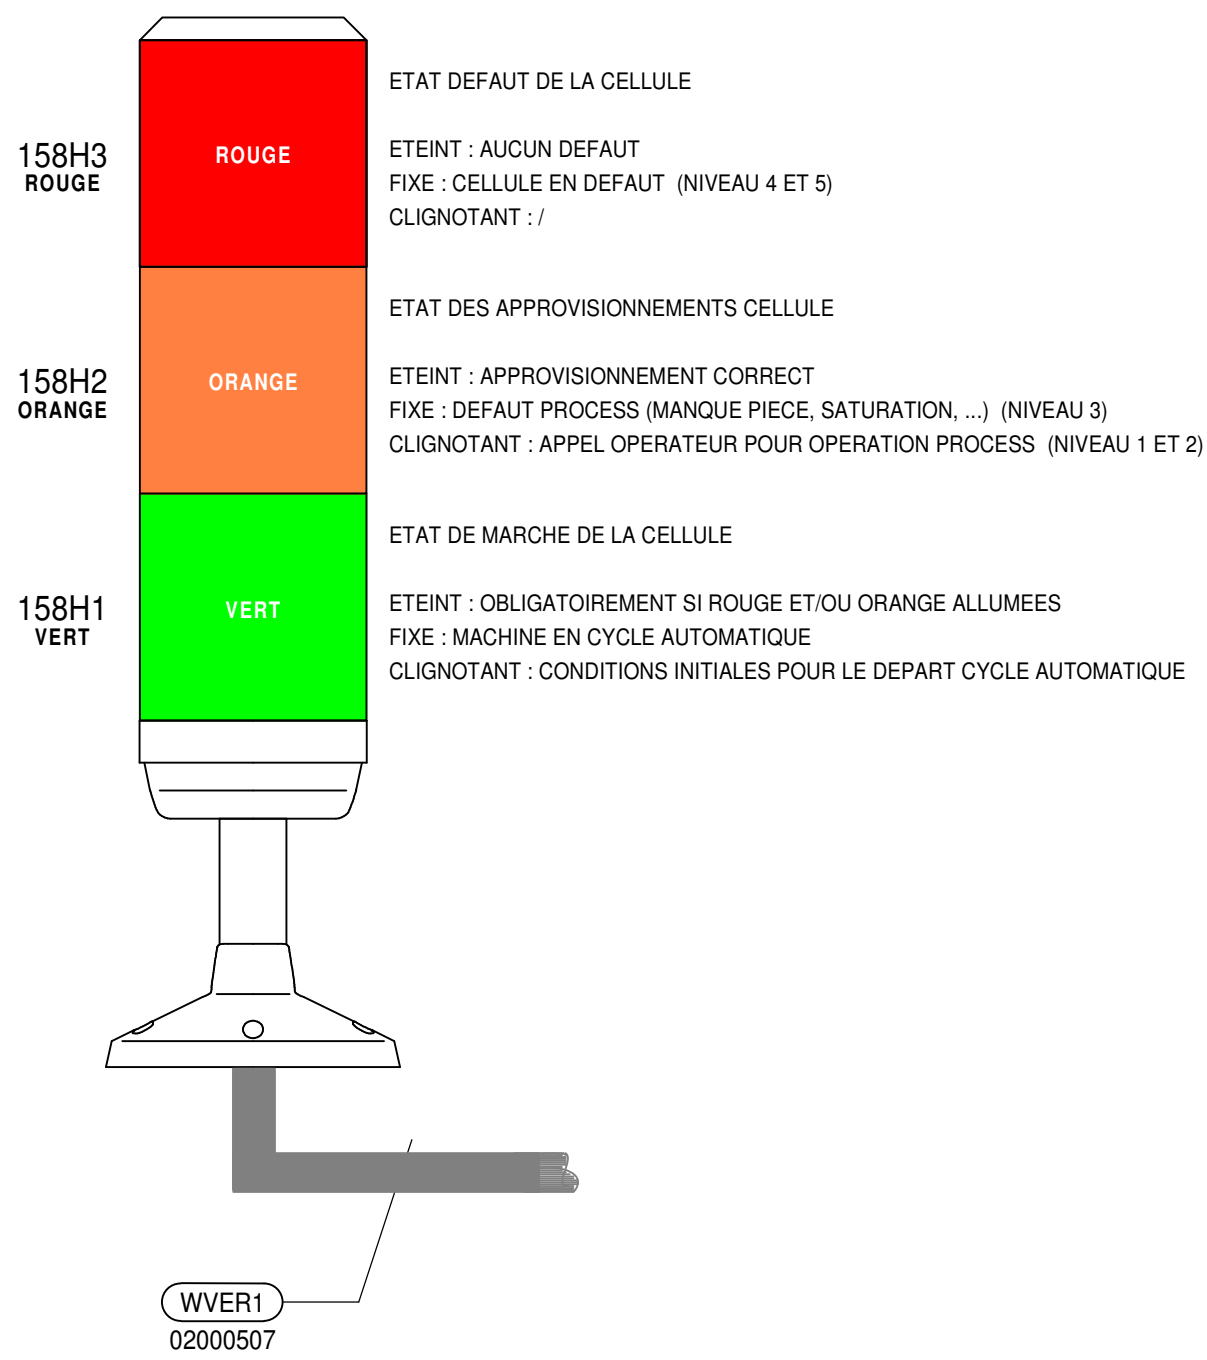 ETAT DEFAUT DE LA CELLULE
158H3
ROUGE
ROUGE
ETEINT : AUCUN DEFAUT
FIXE : CELLULE EN DEFAUT (NIVEAU 4 ET 5)
CLIGNOTANT : /
ETAT DES APPROVISIONNEMENTS CELLULE
158H2
ORANGE
ORANGE
ETEINT : APPROVISIONNEMENT CORRECT
FIXE : DEFAUT PROCESS (MANQUE PIECE, SATURATION, ...) (NIVEAU 3)
CLIGNOTANT : APPEL OPERATEUR POUR OPERATION PROCESS (NIVEAU 1 ET 2)
ETAT DE MARCHE DE LA CELLULE
158H1
VERT
VERT
ETEINT : OBLIGATOIREMENT SI ROUGE ET/OU ORANGE ALLUMEES
FIXE : MACHINE EN CYCLE AUTOMATIQUE
CLIGNOTANT : CONDITIONS INITIALES POUR LE DEPART CYCLE AUTOMATIQUE
WVER1
02000507